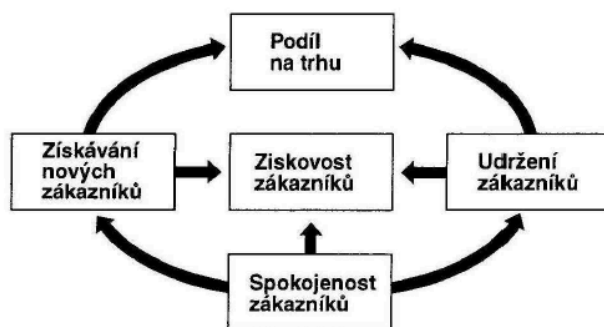 Podíl
na trhu
Získávání
nových
zákazníků
Ziskovost
zákazníků
Udržení
zákazníků
Spokojenost
zákazníků